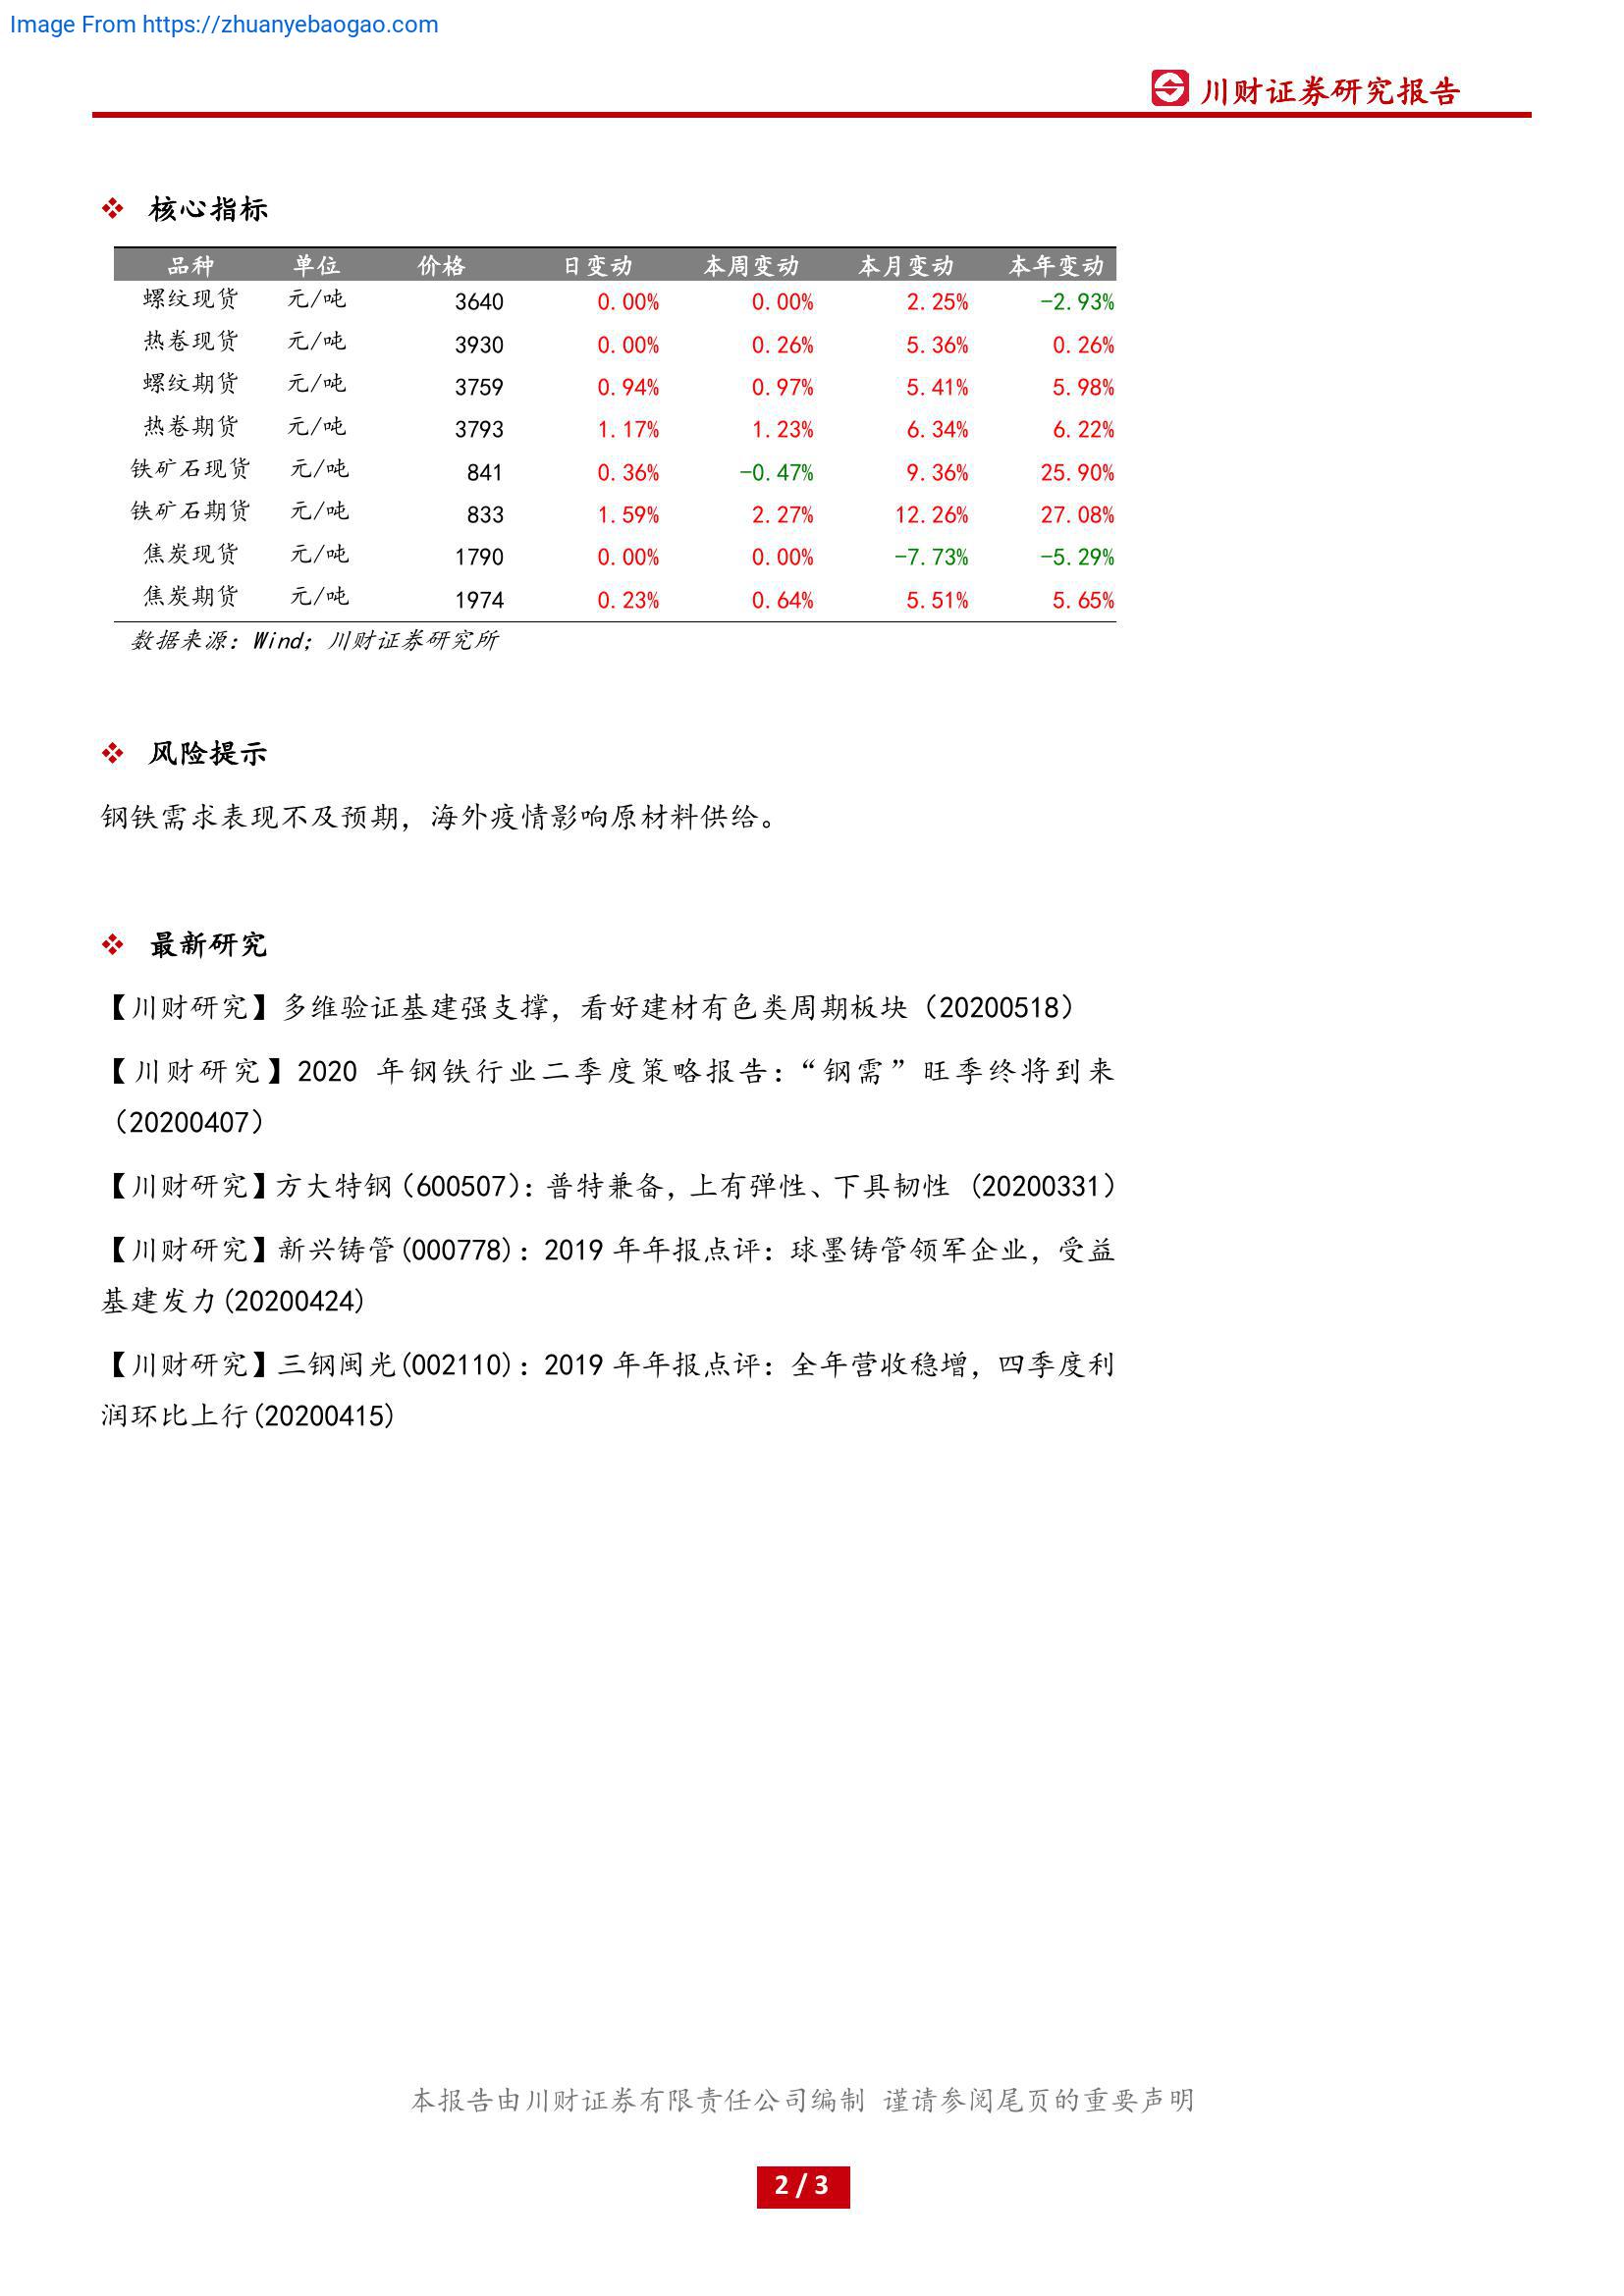 Image From https://zhuanyebaogao.com
川财证券研究报告
❖ 核心指标
品种 单位 价格 日变动 本周变动 本月变动 本年变动
螺纹现货 元/吨 3640 0.00% 0.00% 2.25% -2.93%
热卷现货 元/吨 3930 0.00% 0.26% 5.36% 0.26%
螺纹期货 元/吨 3759 0.94% 0.97% 5.41% 5.98%
热卷期货 元/吨 3793 1.17% 1.23% 6.34% 6.22%
铁矿石现货 元/吨 841 0.36% -0.47% 9.36% 25.90%
铁矿石期货 元/吨 833 1.59% 2.27% 12.26% 27.08%
焦炭现货 元/吨 1790 0.00% 0.00% -7.73% -5.29%
焦炭期货 元/吨 1974 0.23% 0.64% 5.51% 5.65%
数据来源：Wind；川财证券研究所
❖ 风险提示
钢铁需求表现不及预期，海外疫情影响原材料供给。
❖ 最新研究
【川财研究】多维验证基建强支撑，看好建材有色类周期板块（20200518）
【川财研究】2020 年钢铁行业二季度策略报告：“钢需”旺季终将到来
（20200407）
【川财研究】方大特钢（600507）：普特兼备，上有弹性、下具韧性 （20200331）
【川财研究】新兴铸管(000778)：2019 年年报点评：球墨铸管领军企业，受益
基建发力(20200424)
【川财研究】三钢闽光(002110)：2019 年年报点评：全年营收稳增，四季度利
润环比上行(20200415)
本报告由川财证券有限责任公司编制 谨请参阅尾页的重要声明
2 / 3